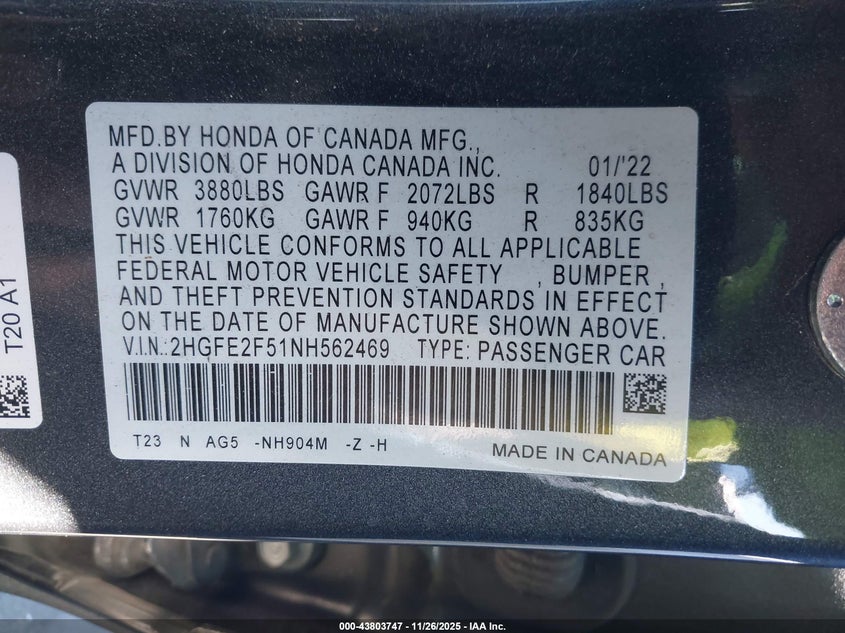 MFD.BY HONDA OF CANADA MFG.,
A DIVISION OF HONDA CANADA INC. 01/'22
GVWR 3880LBS GAWR F 2072LBS R 1840LBS
GVWR 1760KG GAWR F 940KG R 835KG
THIS VEHICLE CONFORMS TO ALL APPLICABLE
FEDERAL MOTOR VEHICLE SAFETY , BUMPER ,
AND THEFT PREVENTION STANDARDS IN EFFECT
ON THE DATE OF MANUFACTURE SHOWN ABOVE.
V.I.N.:2HGFE2F51NH562469 TYPE: PASSENGER CAR
T23 N AG5 -NH904M -Z -H
MADE IN CANADA
T20 A1
000-43803747 • 11/26/2025 • IAA Inc.